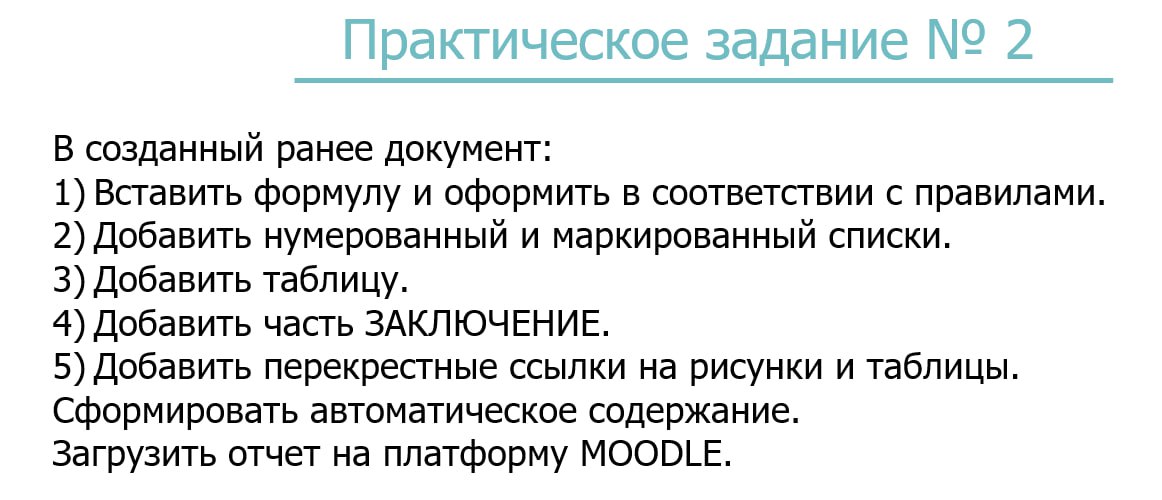 Практическое задание № 2
В созданный ранее документ:
1) Вставить формулу и оформить в соответствии с правилами.
2) Добавить нумерованный и маркированный списки.
3) Добавить таблицу.
4) Добавить часть ЗАКЛЮЧЕНИЕ.
5) Добавить перекрестные ссылки на рисунки и таблицы.
Сформировать автоматическое содержание.
Загрузить отчет на платформу MOODLE.